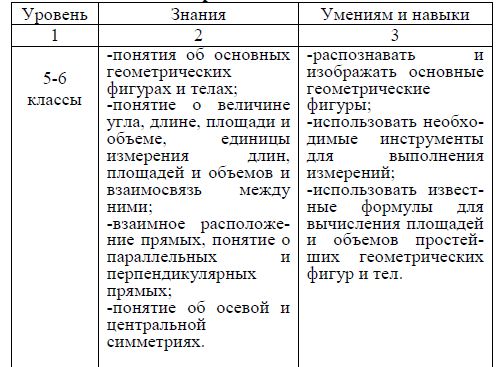 Уровень Знания Умениям и навыки
1 2 3
5-6
классы
-понятия об основных
геометрических
фигурах и телах;
-понятие о величине
угла, длине, площади и
объеме, единицы
измерения длин,
площадей и объемов и
взаимосвязь между
ними;
-взаимное расположе-
ние прямых, понятие о
параллельных и
перпендикулярных
прямых;
-понятие об осевой и
центральной
симметриях.
-распознавать и
изображать основные
геометрические
фигуры;
-использовать необхо-
димые инструменты
для выполнения
измерений;
-использовать извест-
ные формулы для
вычисления площадей
и объемов простей-
ших геометрических
фигур и тел.